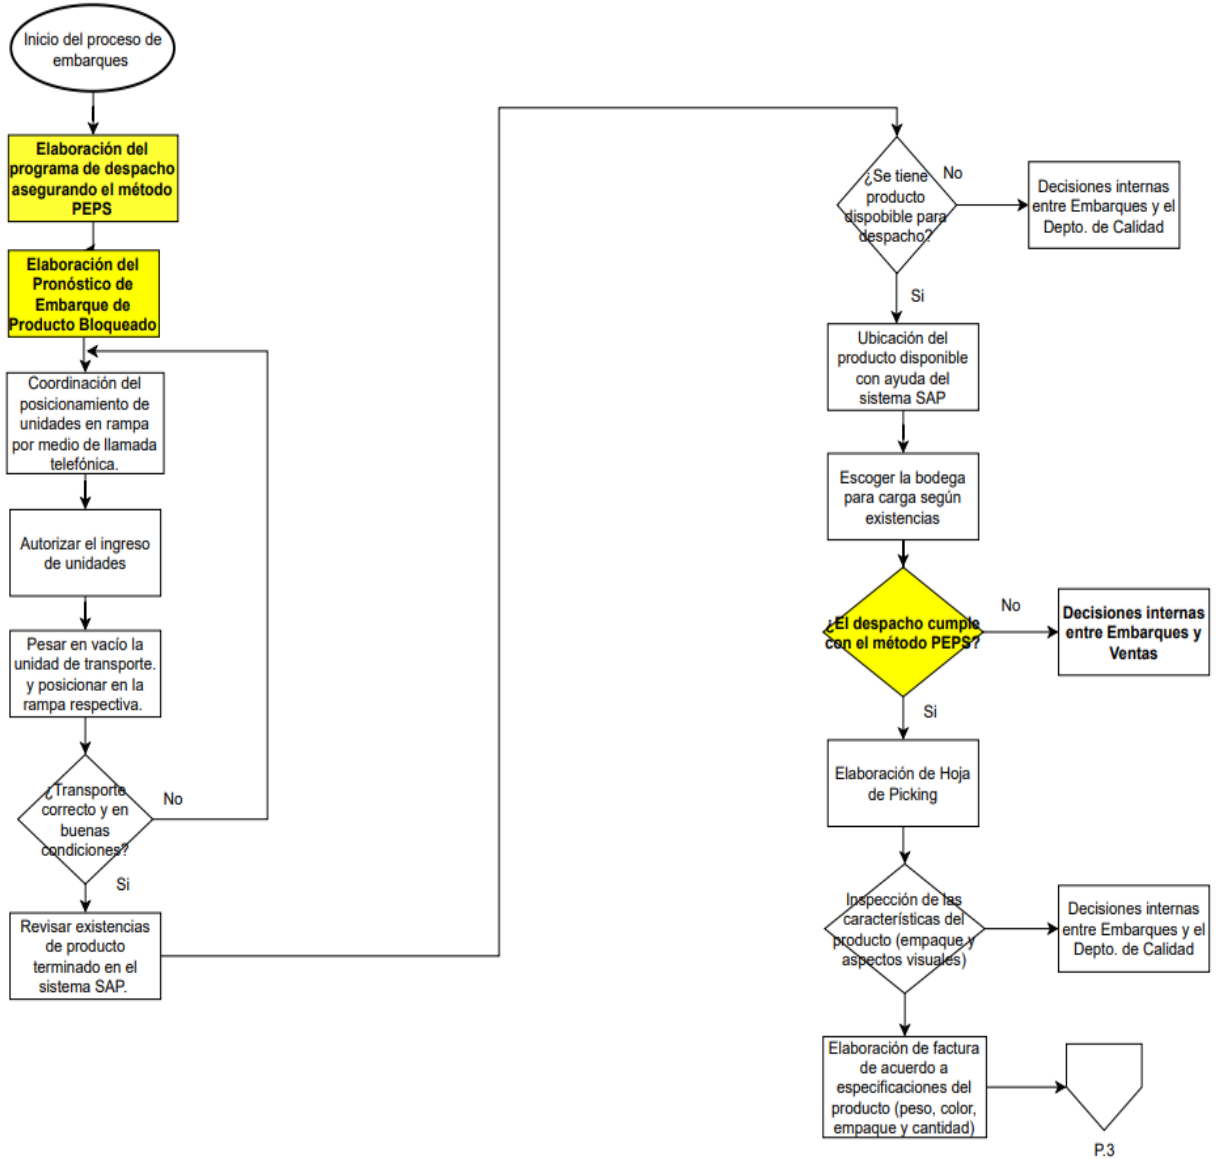 Inicio del proceso de
embarques
Elaboración del
programa de despacho
asegurando el método
PEPS
Elaboración del
Pronóstico de
Embarque de
Producto Bloqueado
Coordinación del
posicionamiento de
unidades en rampa
por medio de llamada
telefónica.
Autorizar el ingreso
de unidades
Pesar en vacío la
unidad de transporte.
y posicionar en la
rampa respectiva.
¿Transporte
correcto y en
buenas
condiciones?
No
Si
Revisar existencias
de producto
terminado en el
sistema SAP.
¿Se tiene
producto
dispobible para
despacho?
No
Decisiones internas
entre Embarques y el
Depto. de Calidad
Si
Ubicación del
producto disponible
con ayuda del
sistema SAP
Escoger la bodega
para carga según
existencias
¿El despacho cumple
con el método PEPS?
No
Decisiones internas
entre Embarques y
Ventas
Si
Elaboración de Hoja
de Picking
Inspección de las
características del
producto (empaque y
aspectos visuales)
Decisiones internas
entre Embarques y el
Depto. de Calidad
Elaboración de factura
de acuerdo a
especificaciones del
producto (peso, color,
empaque y cantidad)
P.3